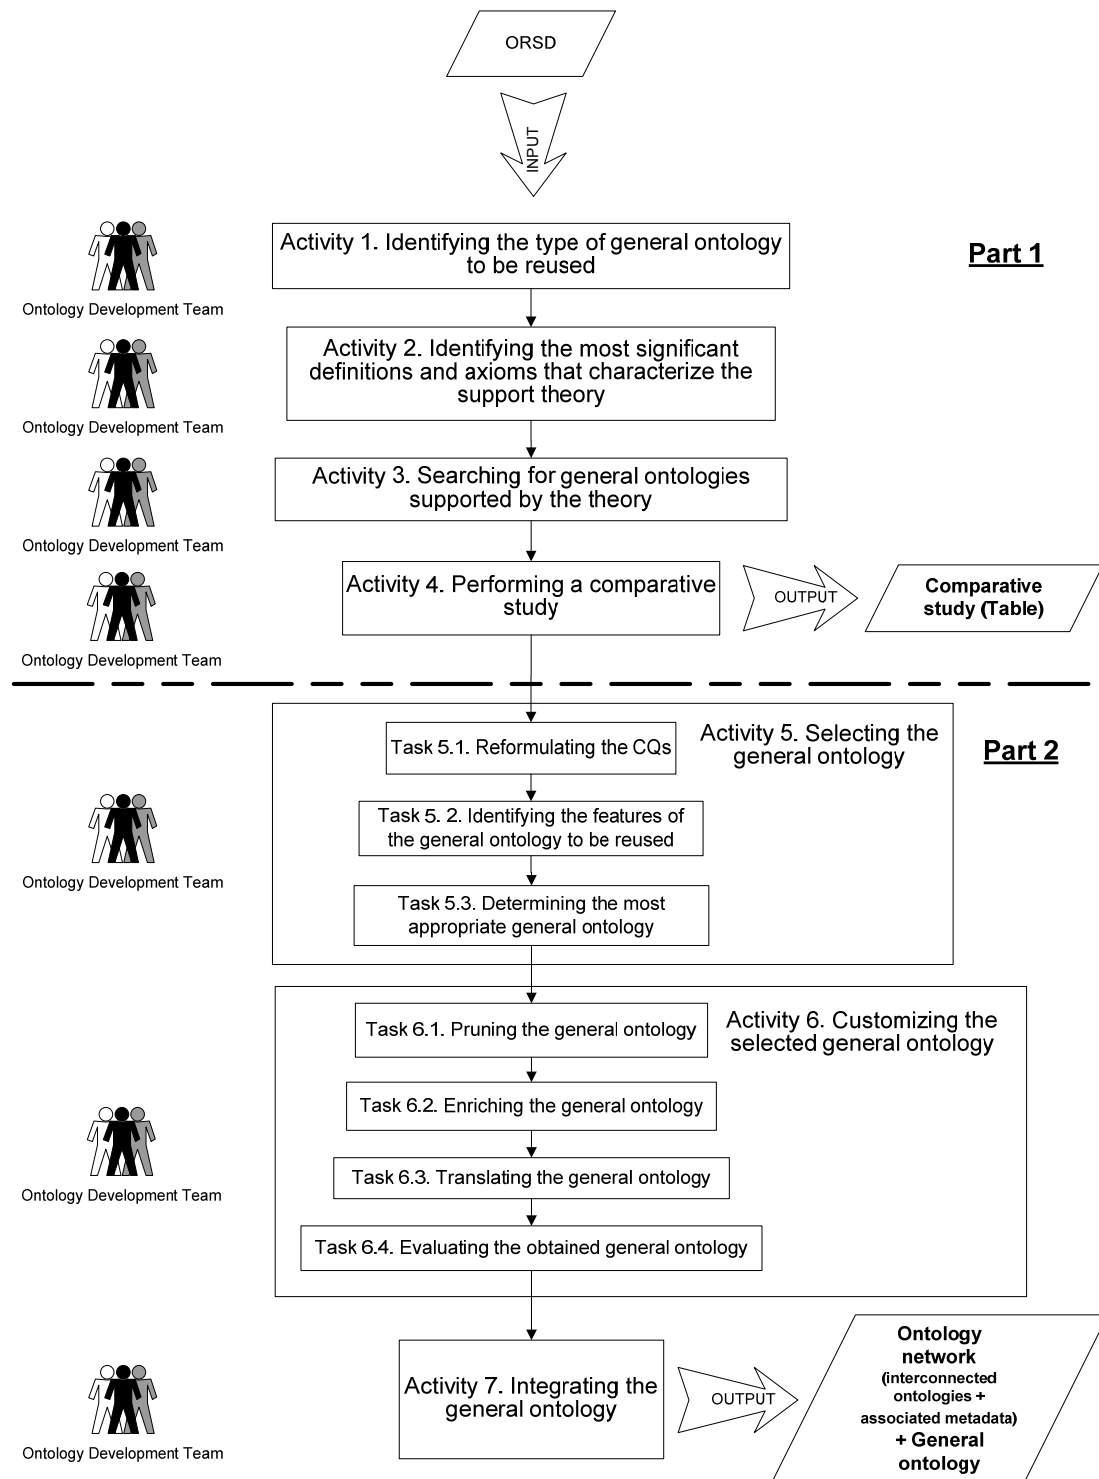 ORSD
INPUT
Activity 1. Identifying the type of general ontology
to be reused
Part 1
Ontology Development Team
Activity 2. Identifying the most significant
definitions and axioms that characterize the
support theory
Ontology Development Team
Activity 3. Searching for general ontologies
supported by the theory
Ontology Development Team
Activity 4. Performing a comparative
study
OUTPUT
Comparative
study (Table)
Ontology Development Team
Activity 5. Selecting the
general ontology
Part 2
Task 5.1. Reformulating the CQs
Task 5. 2. Identifying the features of
the general ontology to be reused
Ontology Development Team
Task 5.3. Determining the most
appropriate general ontology
Activity 6. Customizing the
selected general ontology
Task 6.1. Pruning the general ontology
Task 6.2. Enriching the general ontology
Task 6.3. Translating the general ontology
Ontology Development Team
Task 6.4. Evaluating the obtained general ontology
Activity 7. Integrating the
general ontology
OUTPUT
Ontology
network
(interconnected
ontologies +
associated metadata)
+ General
ontology
Ontology Development Team